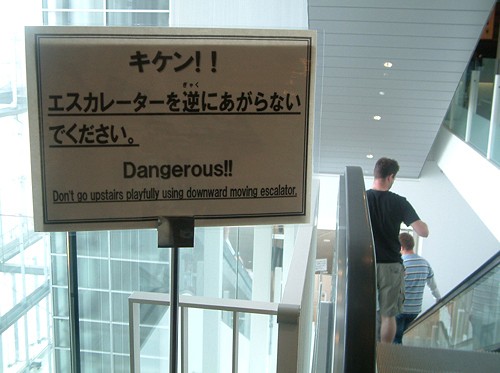 キケン！！
エスカレーターを逆にあがらない
でください。
Dangerous!!
Don't go upstairs playfully using downward moving escalator.